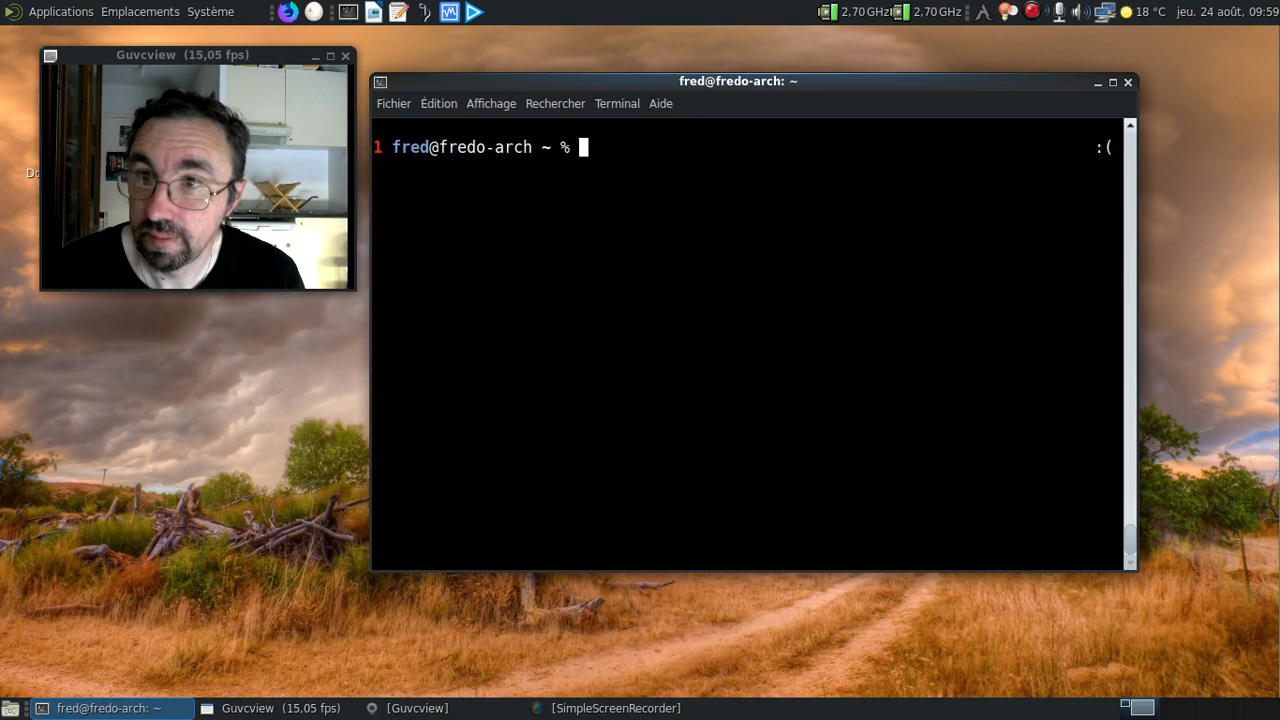 Applications Emplacements Système
2,70 GHz 2,70 GHz 18 °C jeu. 24 août, 09:59
Guvcview (15,05 fps)
fred@fredo-arch: ~
Fichier Édition Affichage Rechercher Terminal Aide
1 fred@fredo-arch ~ % :(
fred@fredo-arch: ~ Guvcview (15,05 fps) [Guvcview] [SimpleScreenRecorder]